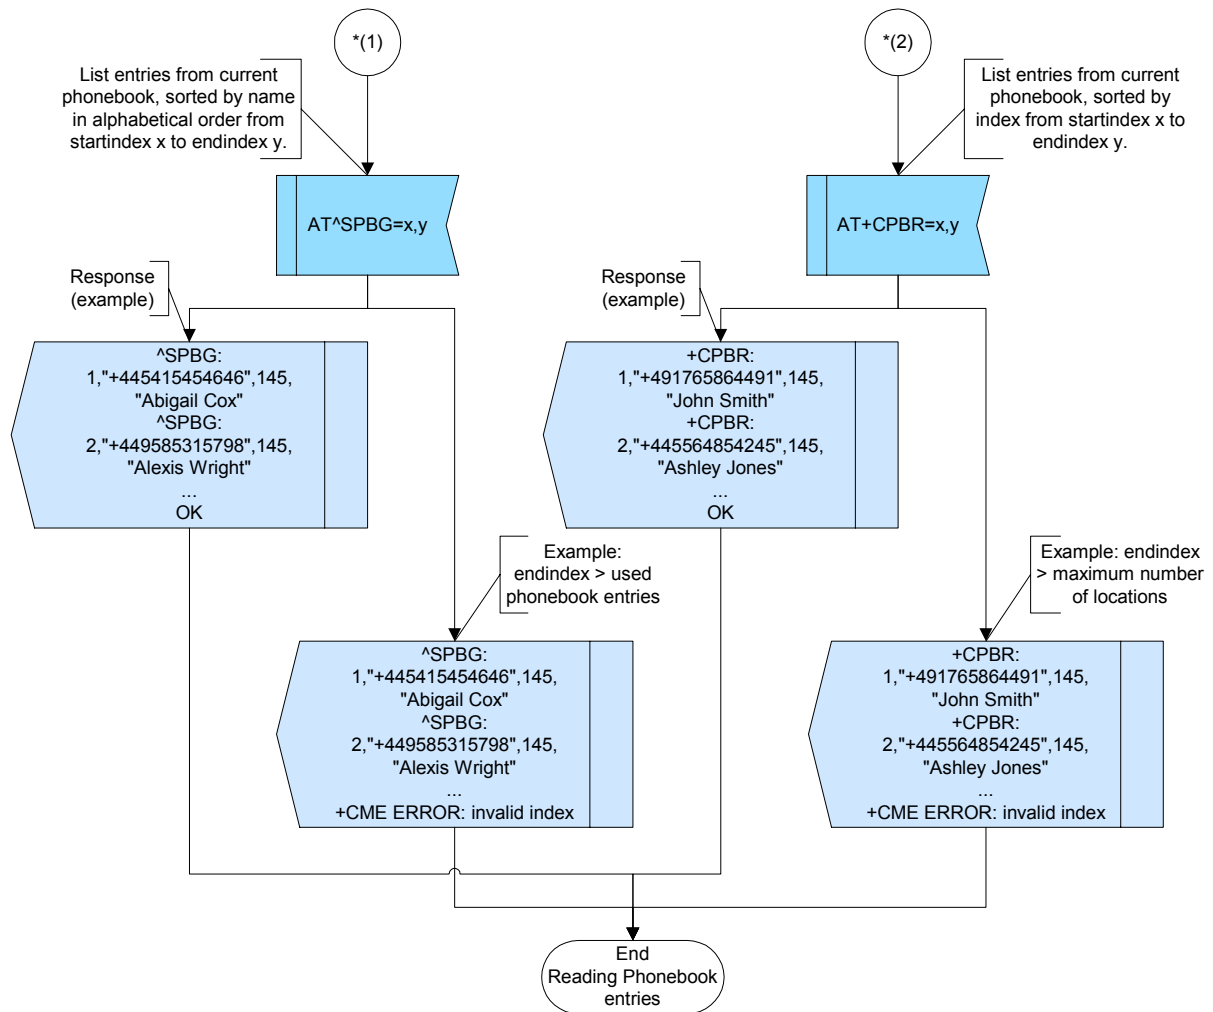 *(1)
List entries from current
phonebook, sorted by name
in alphabetical order from
startindex x to endindex y.
AT^SPBG=x,y
Response
(example)
^SPBG:
1,"+445415454646",145,
"Abigail Cox"
^SPBG:
2,"+449585315798",145,
"Alexis Wright"
...
OK
Example:
endindex > used
phonebook entries
^SPBG:
1,"+445415454646",145,
"Abigail Cox"
^SPBG:
2,"+449585315798",145,
"Alexis Wright"
...
+CME ERROR: invalid index
*(2)
List entries from current
phonebook, sorted by
index from startindex x to
endindex y.
AT+CPBR=x,y
Response
(example)
+CPBR:
1,"+491765864491",145,
"John Smith"
+CPBR:
2,"+445564854245",145,
"Ashley Jones"
...
OK
Example: endindex
> maximum number
of locations
+CPBR:
1,"+491765864491",145,
"John Smith"
+CPBR:
2,"+445564854245",145,
"Ashley Jones"
...
+CME ERROR: invalid index
End
Reading Phonebook
entries